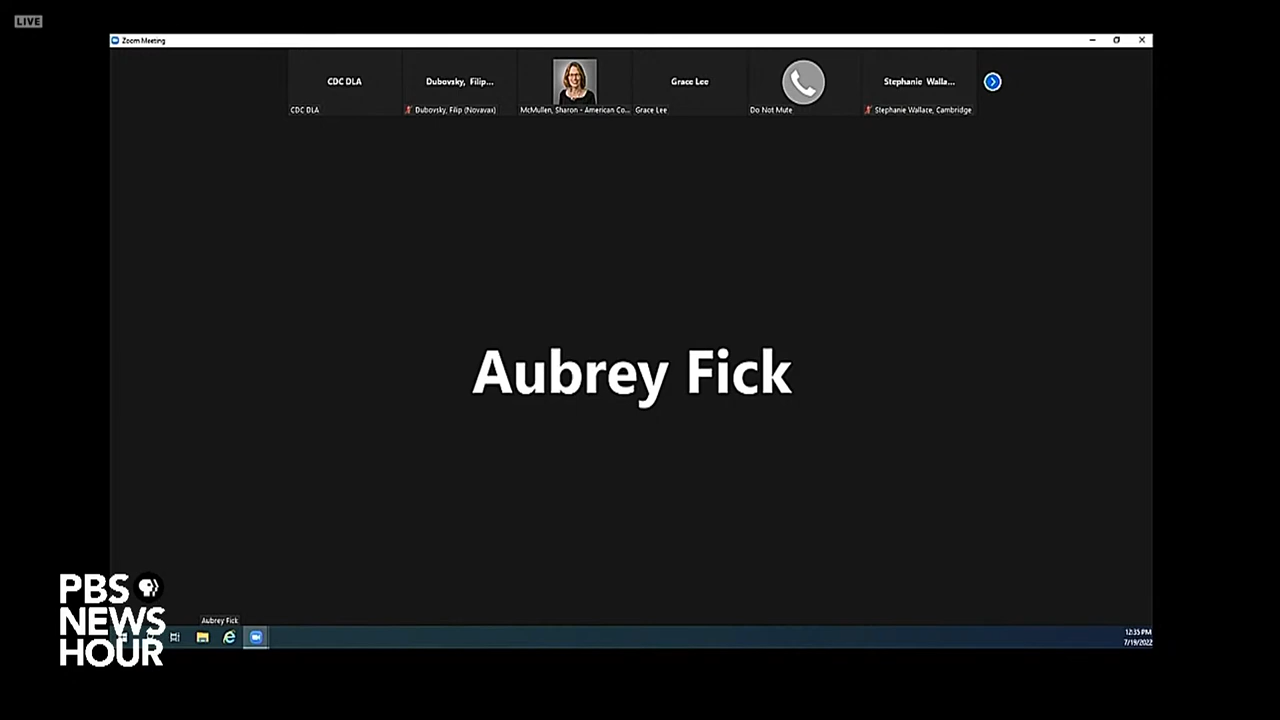 LIVE
Zoom Meeting
CDC DLA
Dubovsky, Filip...
Grace Lee
Stephanie Walla...
CDC DLA
Dubovsky, Filip (Novavax)
McMullen, Sharon - American Co...
Grace Lee
Do Not Mute
Stephanie Wallace, Cambridge
Aubrey Fick
PBS
NEWS
HOUR
Aubrey Fick
12:35 PM
7/19/2022